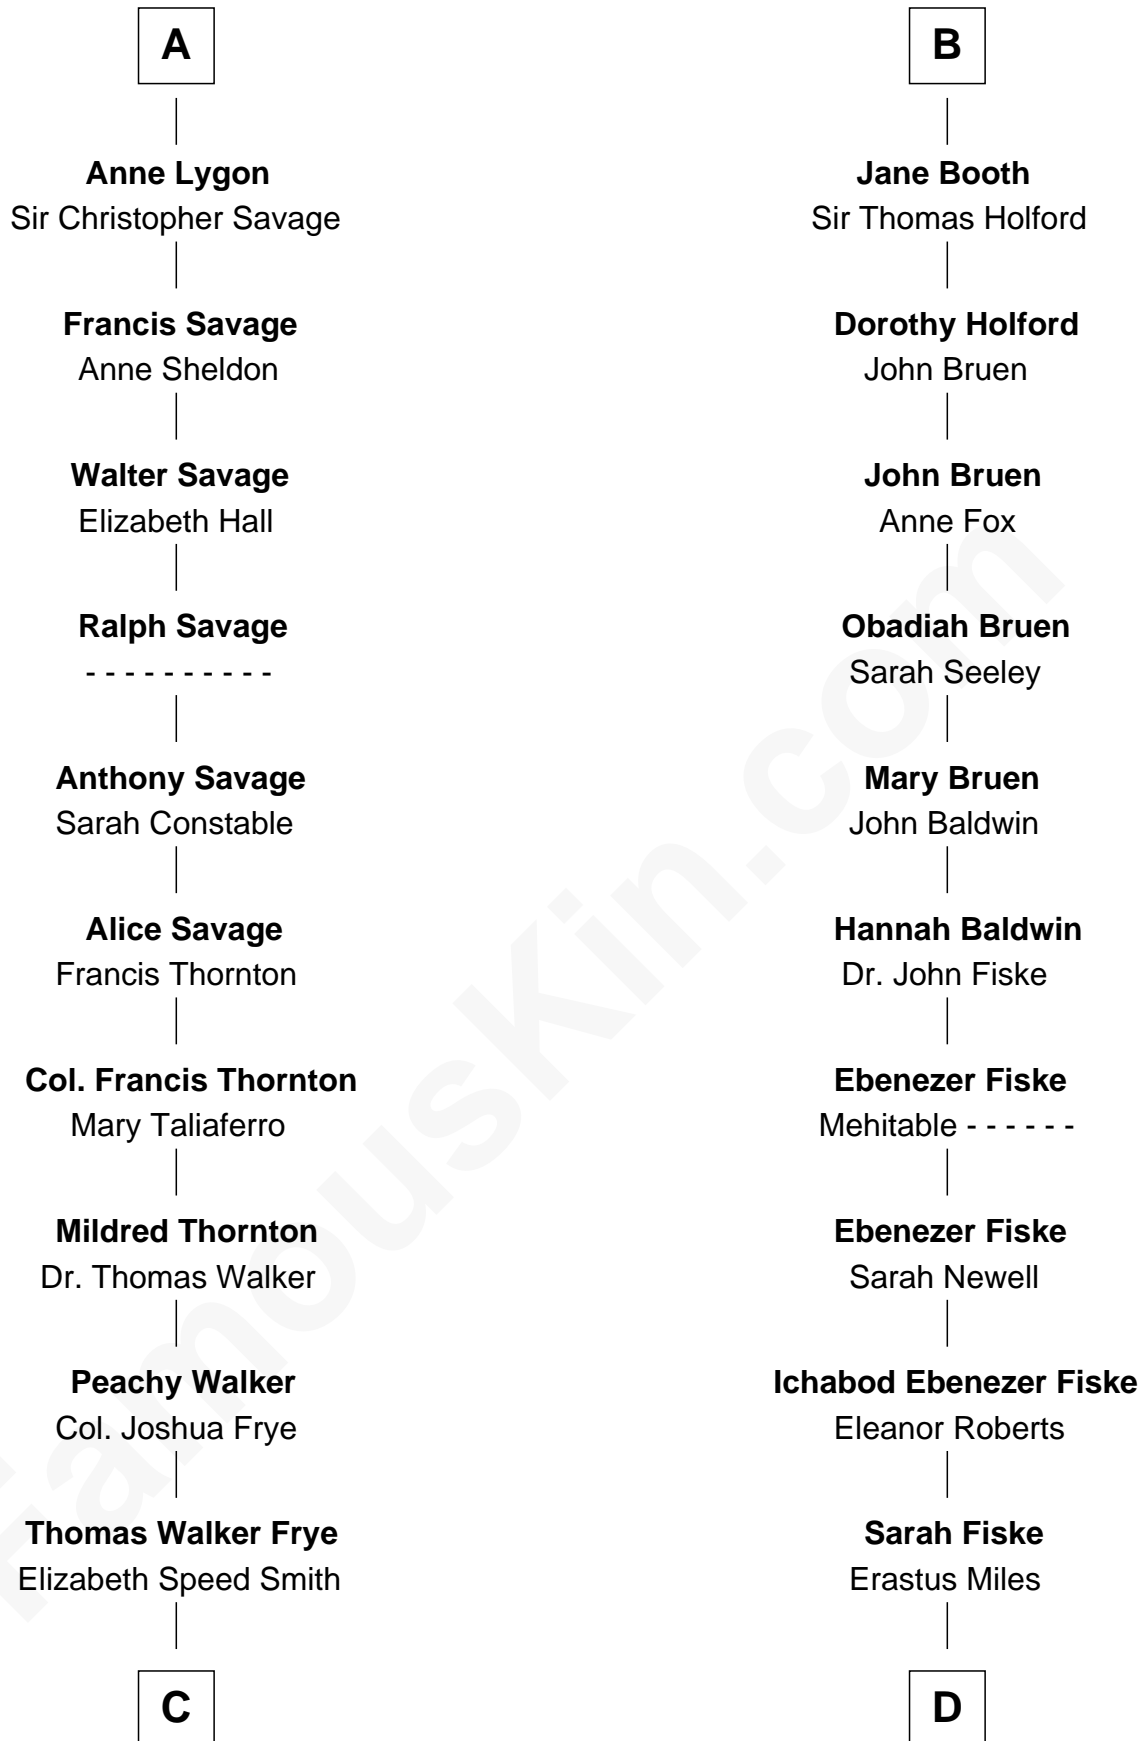 A
Anne Lygon
Sir Christopher Savage
Francis Savage
Anne Sheldon
Walter Savage
Elizabeth Hall
Ralph Savage
- - - - - - - - - -
Anthony Savage
Sarah Constable
Alice Savage
Francis Thornton
Col. Francis Thornton
Mary Taliaferro
Mildred Thornton
Dr. Thomas Walker
Peachy Walker
Col. Joshua Frye
Thomas Walker Frye
Elizabeth Speed Smith
C
B
Jane Booth
Sir Thomas Holford
Dorothy Holford
John Bruen
John Bruen
Anne Fox
Obadiah Bruen
Sarah Seeley
Mary Bruen
John Baldwin
Hannah Baldwin
Dr. John Fiske
Ebenezer Fiske
Mehitable - - - - - -
Ebenezer Fiske
Sarah Newell
Ichabod Ebenezer Fiske
Eleanor Roberts
Sarah Fiske
Erastus Miles
D
FamousKin.com